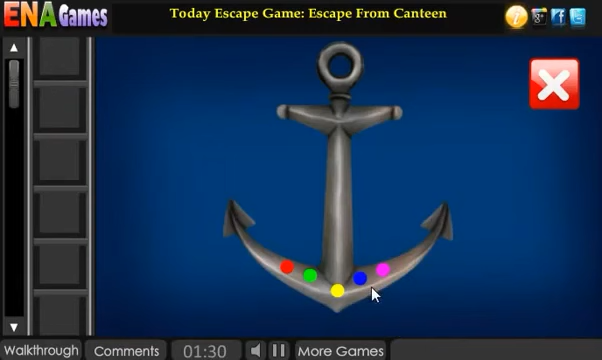 ENA Games
Today Escape Game: Escape From Canteen
i
g+
f
t
Walkthrough
Comments
01:30
More Games